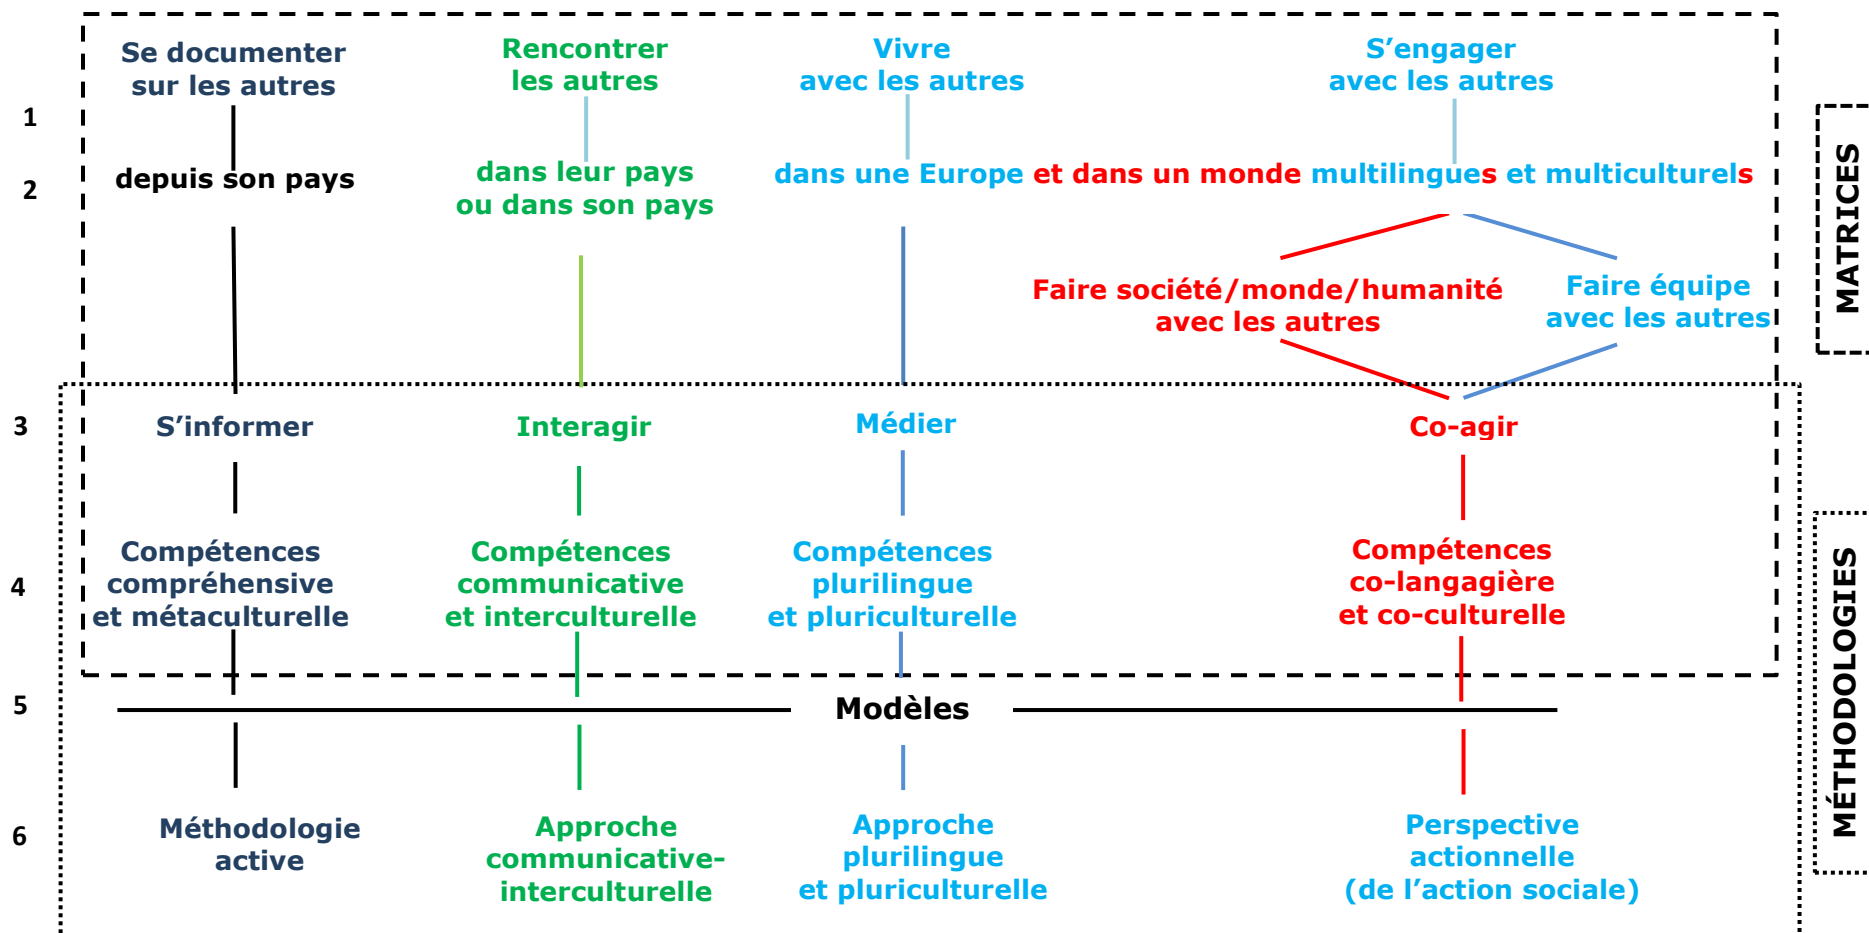 Se documenter
sur les autres
Rencontrer
les autres
Vivre
avec les autres
S’engager
avec les autres
1
2
depuis son pays
dans leur pays
ou dans son pays
dans une Europe et dans un monde multilingues et multiculturels
Faire société/monde/humanité
avec les autres
Faire équipe
avec les autres
MATRICES
3
S’informer
Interagir
Médier
Co-agir
4
Compétences
compréhensive
et métaculturelle
Compétences
communicative
et interculturelle
Compétences
plurilingue
et pluriculturelle
Compétences
co-langagière
et co-culturelle
5
Modèles
6
Méthodologie
active
Approche
communicative-
interculturelle
Approche
plurilingue
et pluriculturelle
Perspective
actionnelle
(de l’action sociale)
MÉTHODOLOGIES